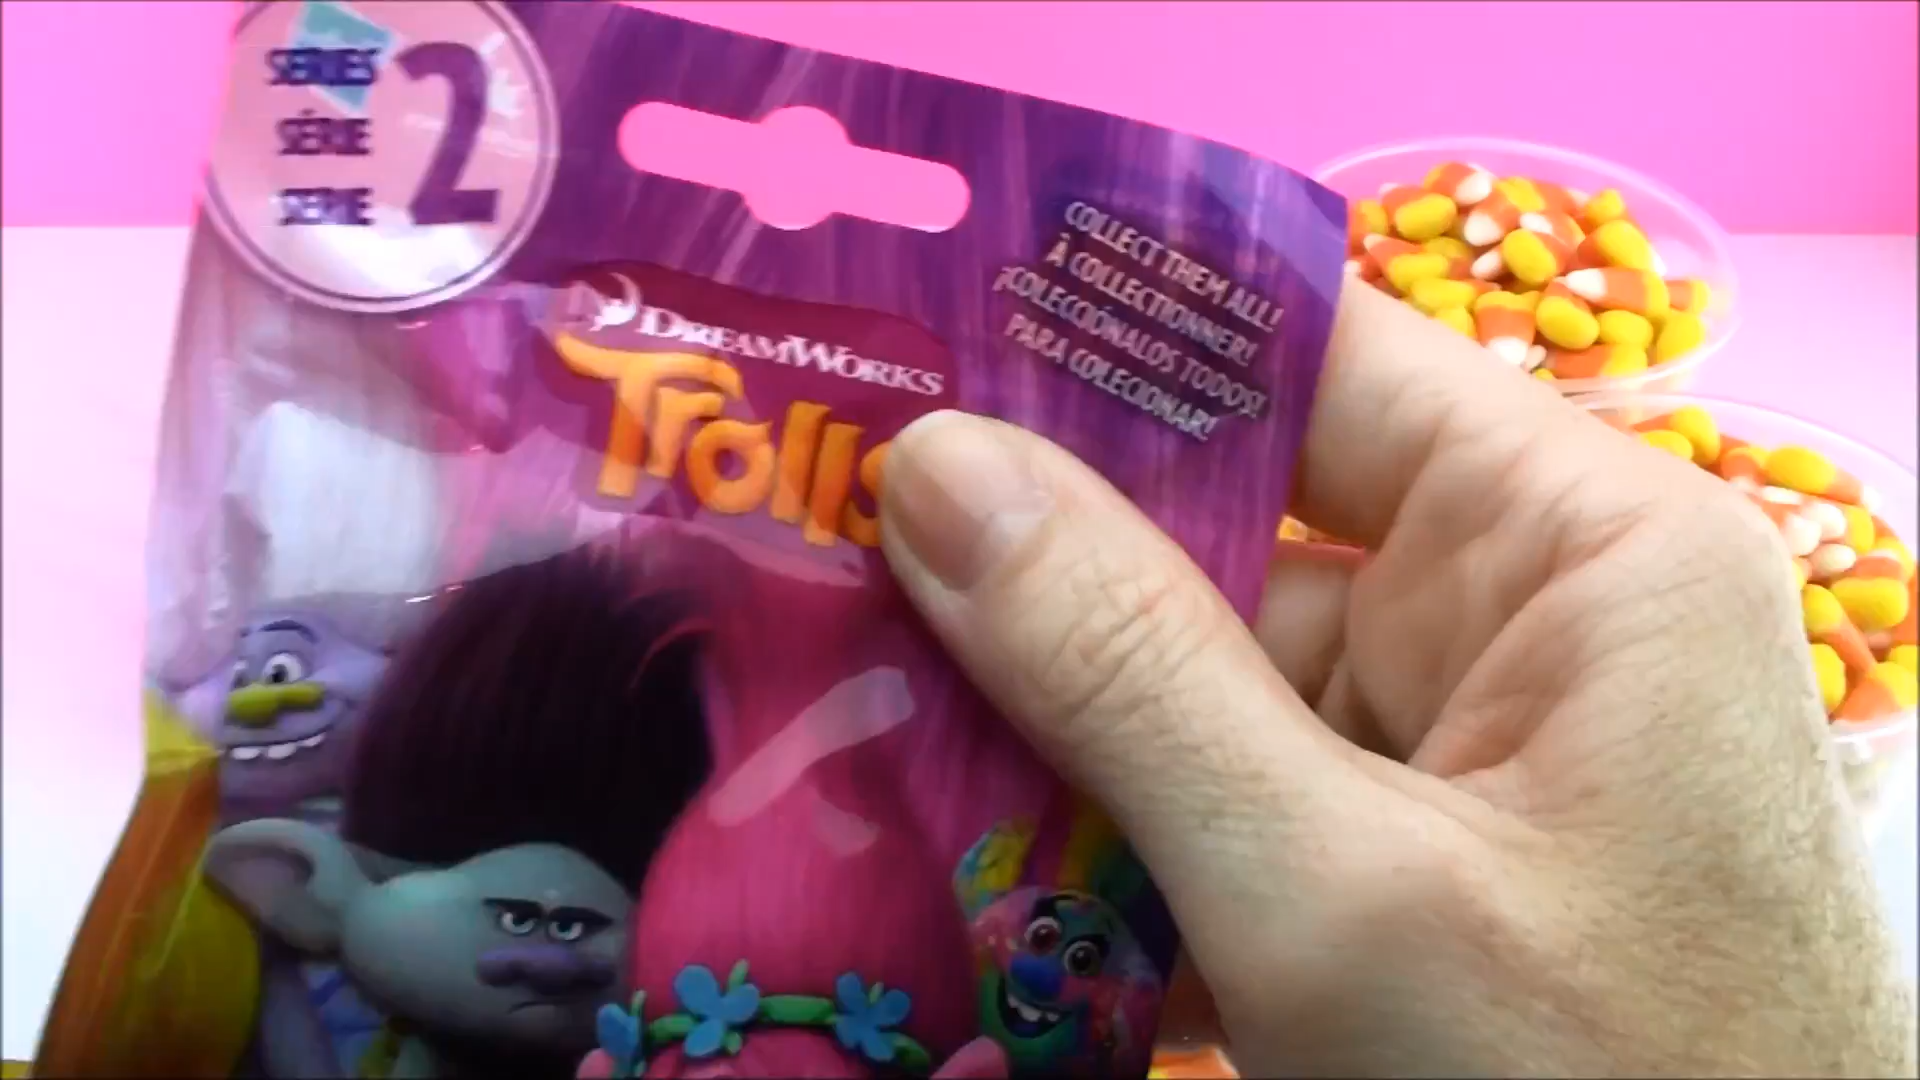 SERIES
SÉRIE
SERIE
2
DREAMWORKS
Trolls
COLLECT THEM ALL!
À COLLECTIONNER!
¡COLECCIÓNALOS TODOS!
PARA COLECIONAR!